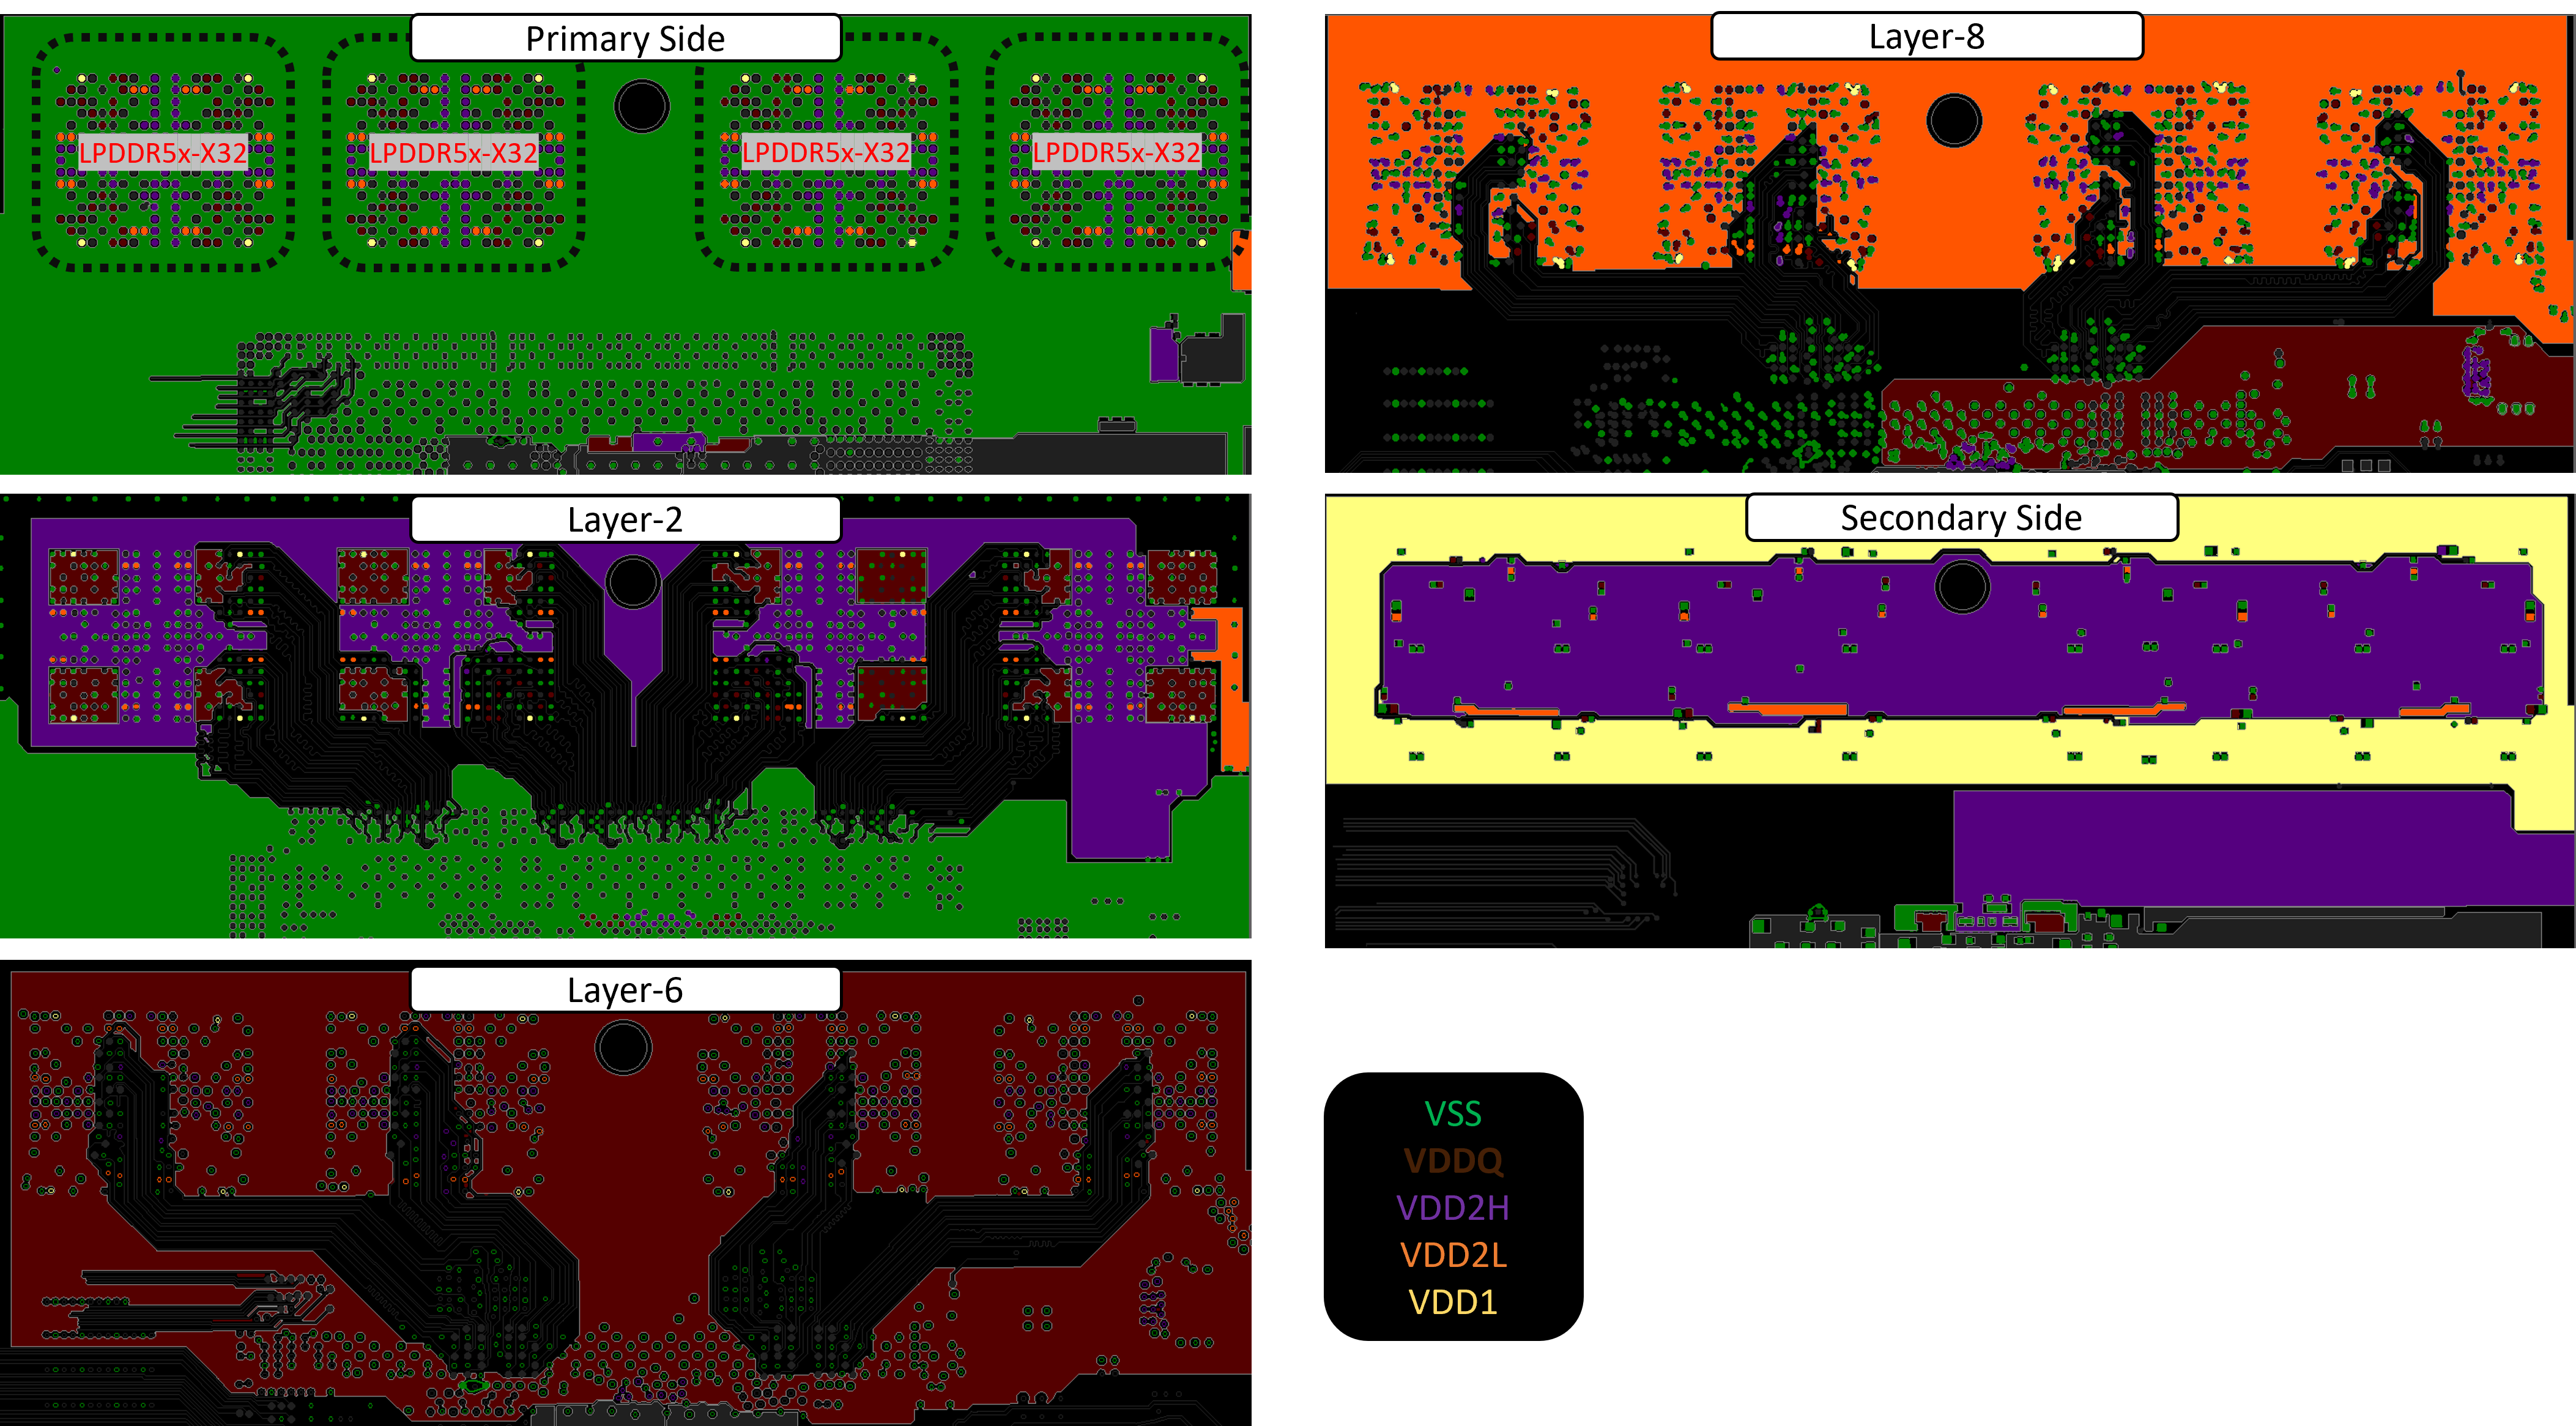 Primary Side
LPDDR5x-X32
LPDDR5x-X32
LPDDR5x-X32
LPDDR5x-X32
Layer-8
Layer-2
Secondary Side
Layer-6
VSS
VDDQ
VDD2H
VDD2L
VDD1